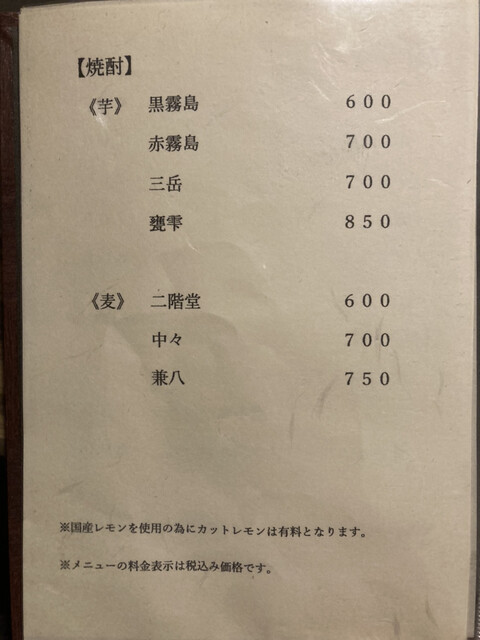 【焼酎】
《芋》 黒霧島 600
赤霧島 700
三岳 700
甕雫 850
《麦》 二階堂 600
中々 700
兼八 750
※国産レモンを使用の為にカットレモンは有料となります。
※メニューの料金表示は税込み価格です。